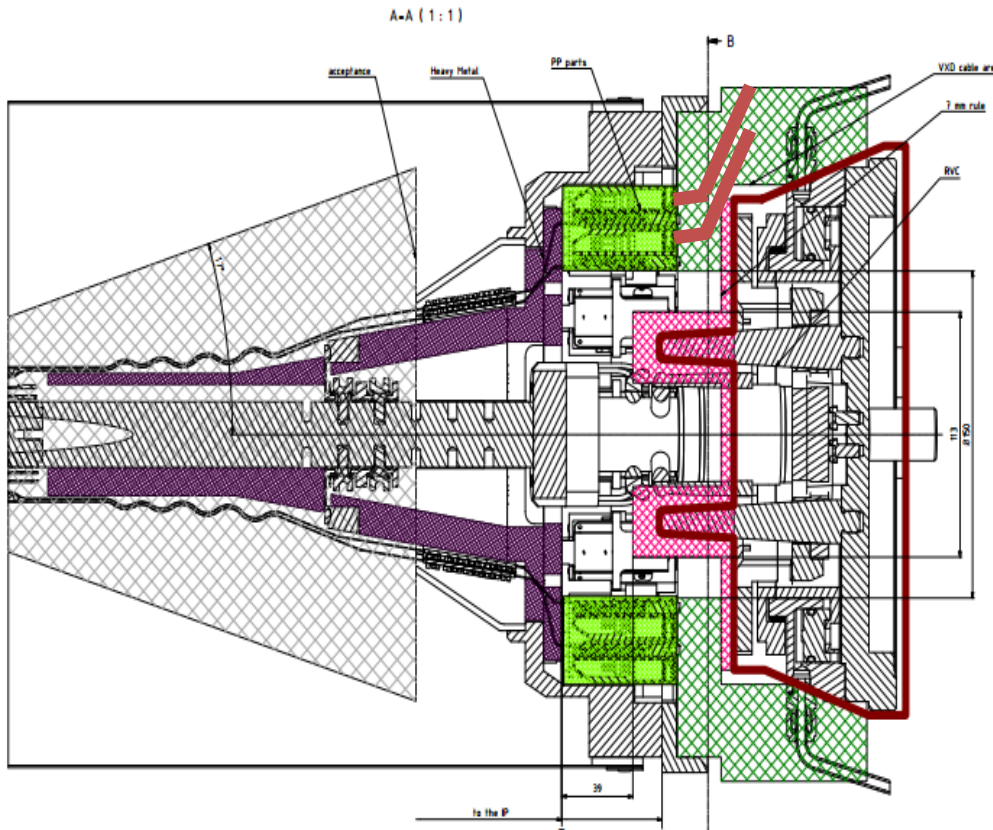 A-A ( 1 : 1 )
B
acceptance
Heavy Metal
PP parts
VXD cable are
7 mm rule
RVC
17°
113
Ø150
39
to the IP